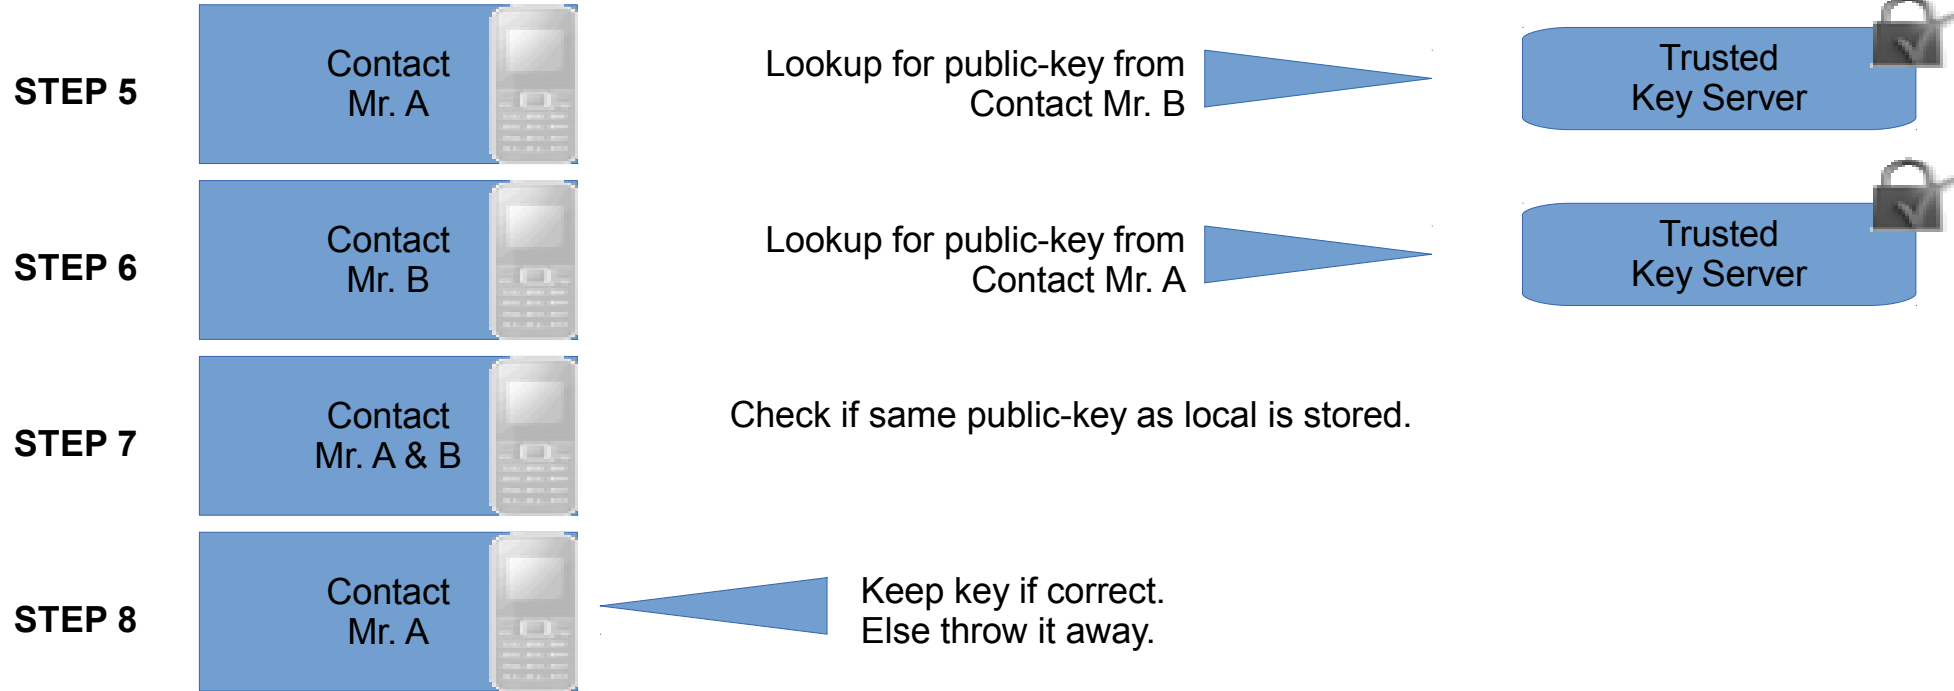 STEP 5
Contact
Mr. A
Lookup for public-key from
Contact Mr. B
Trusted
Key Server
STEP 6
Contact
Mr. B
Lookup for public-key from
Contact Mr. A
Trusted
Key Server
STEP 7
Contact
Mr. A & B
Check if same public-key as local is stored.
STEP 8
Contact
Mr. A
Keep key if correct.
Else throw it away.